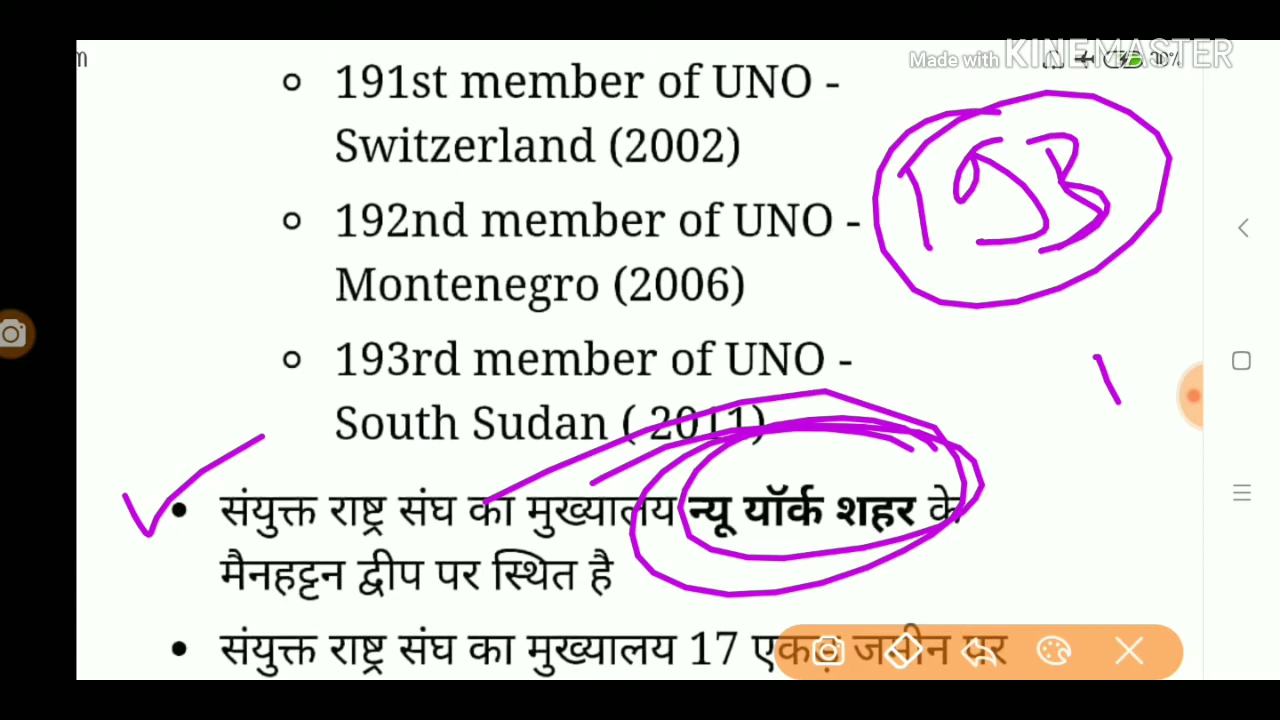 m
Made with KINEMASTER
191st member of UNO -
Switzerland (2002)
193
192nd member of UNO -
Montenegro (2006)
193rd member of UNO -
South Sudan ( 2011)
संयुक्त राष्ट्र संघ का मुख्यालय न्यू यॉर्क शहर के
मैनहट्टन द्वीप पर स्थित है
संयुक्त राष्ट्र संघ का मुख्यालय 17 एकड़ जमीन पर